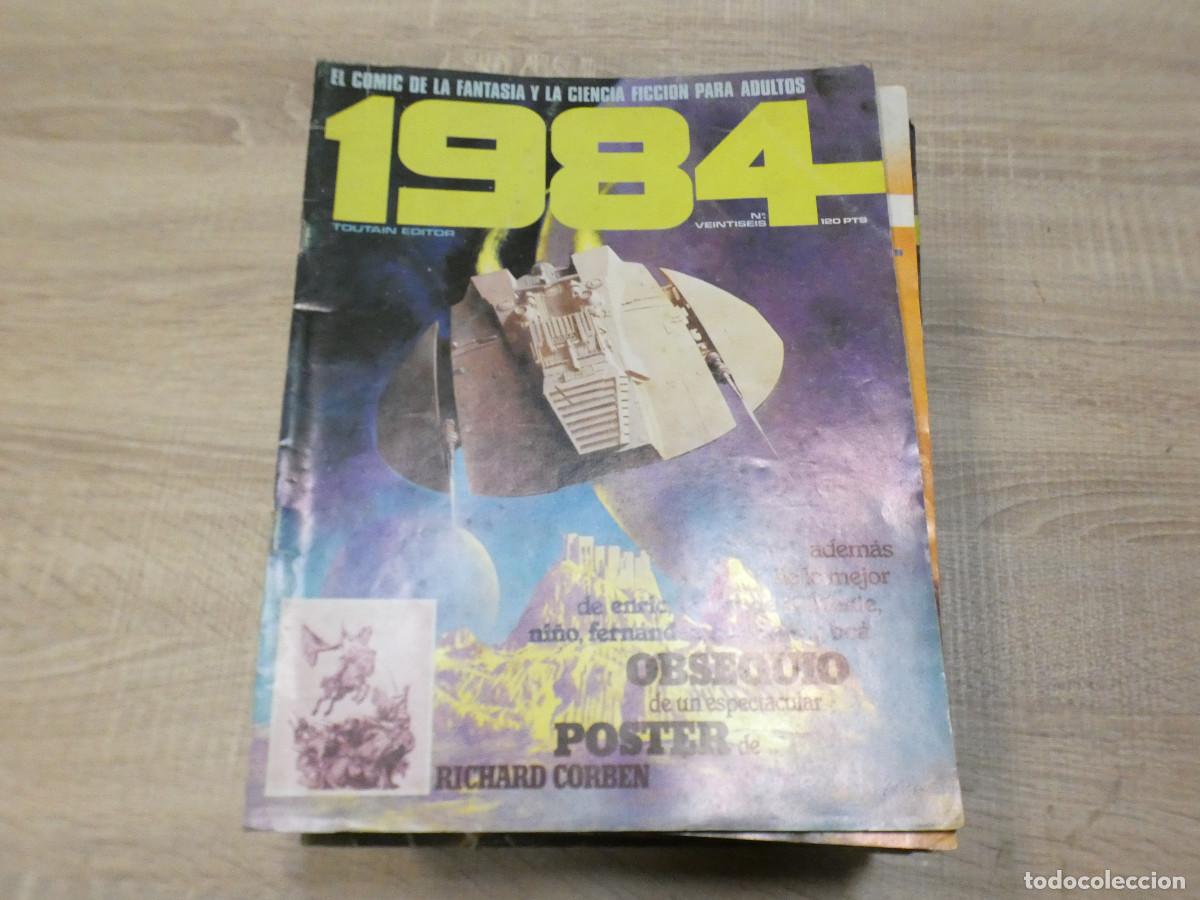 EL COMIC DE LA FANTASIA Y LA CIENCIA FICCION PARA ADULTOS
1984
TOUTAIN EDITOR
Nº
VEINTISEIS
120 PTS
además
de lo mejor
de enric,
niño, fernand
OBSEQUIO
de un espectacular
POSTER de
RICHARD CORBEN
todocoleccion